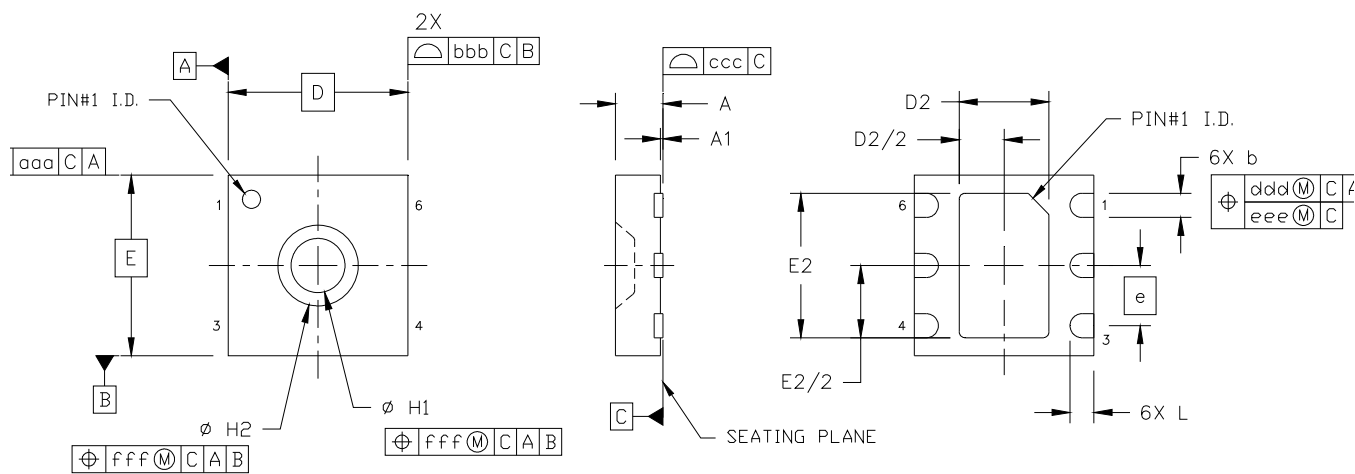 2X
bbb C B
A
D
PIN#1 I.D.
aaa C A
1
6
E
3
4
B
Ø H1
Ø H2
fff Ⓜ C A B
fff Ⓜ C A B
ccc C
A
A1
C
SEATING PLANE
D2
D2/2
PIN#1 I.D.
6X b
ddd Ⓜ C A
eee Ⓜ C
6
1
E2
e
4
3
E2/2
6X L